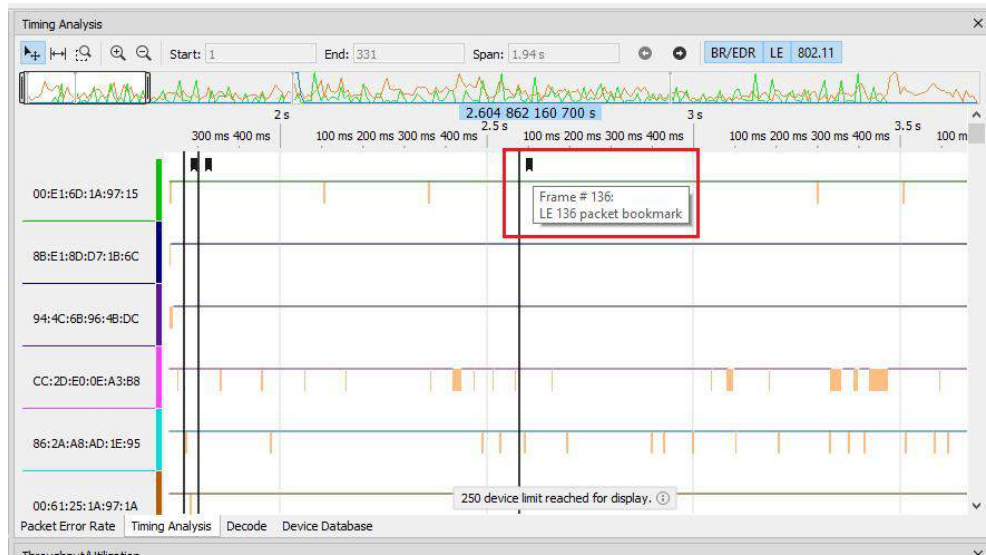 Timing Analysis
Start: 1 End: 331 Span: 1.94 s BR/EDR LE 802.11
2.604 862 160 700 s
2 s 2.5 s 3 s 3.5 s
300 ms 400 ms 100 ms 200 ms 300 ms 400 ms 100 ms 200 ms 300 ms 400 ms 100 ms 200 ms 300 ms 400 ms 100 m
00:E1:6D:1A:97:15
Frame # 136:
LE 136 packet bookmark
8B:E1:8D:D7:1B:6C
94:4C:6B:96:4B:DC
CC:2D:E0:0E:A3:B8
86:2A:A8:AD:1E:95
00:61:25:1A:97:1A
250 device limit reached for display.
Packet Error Rate Timing Analysis Decode Device Database
Throughput/Utilization